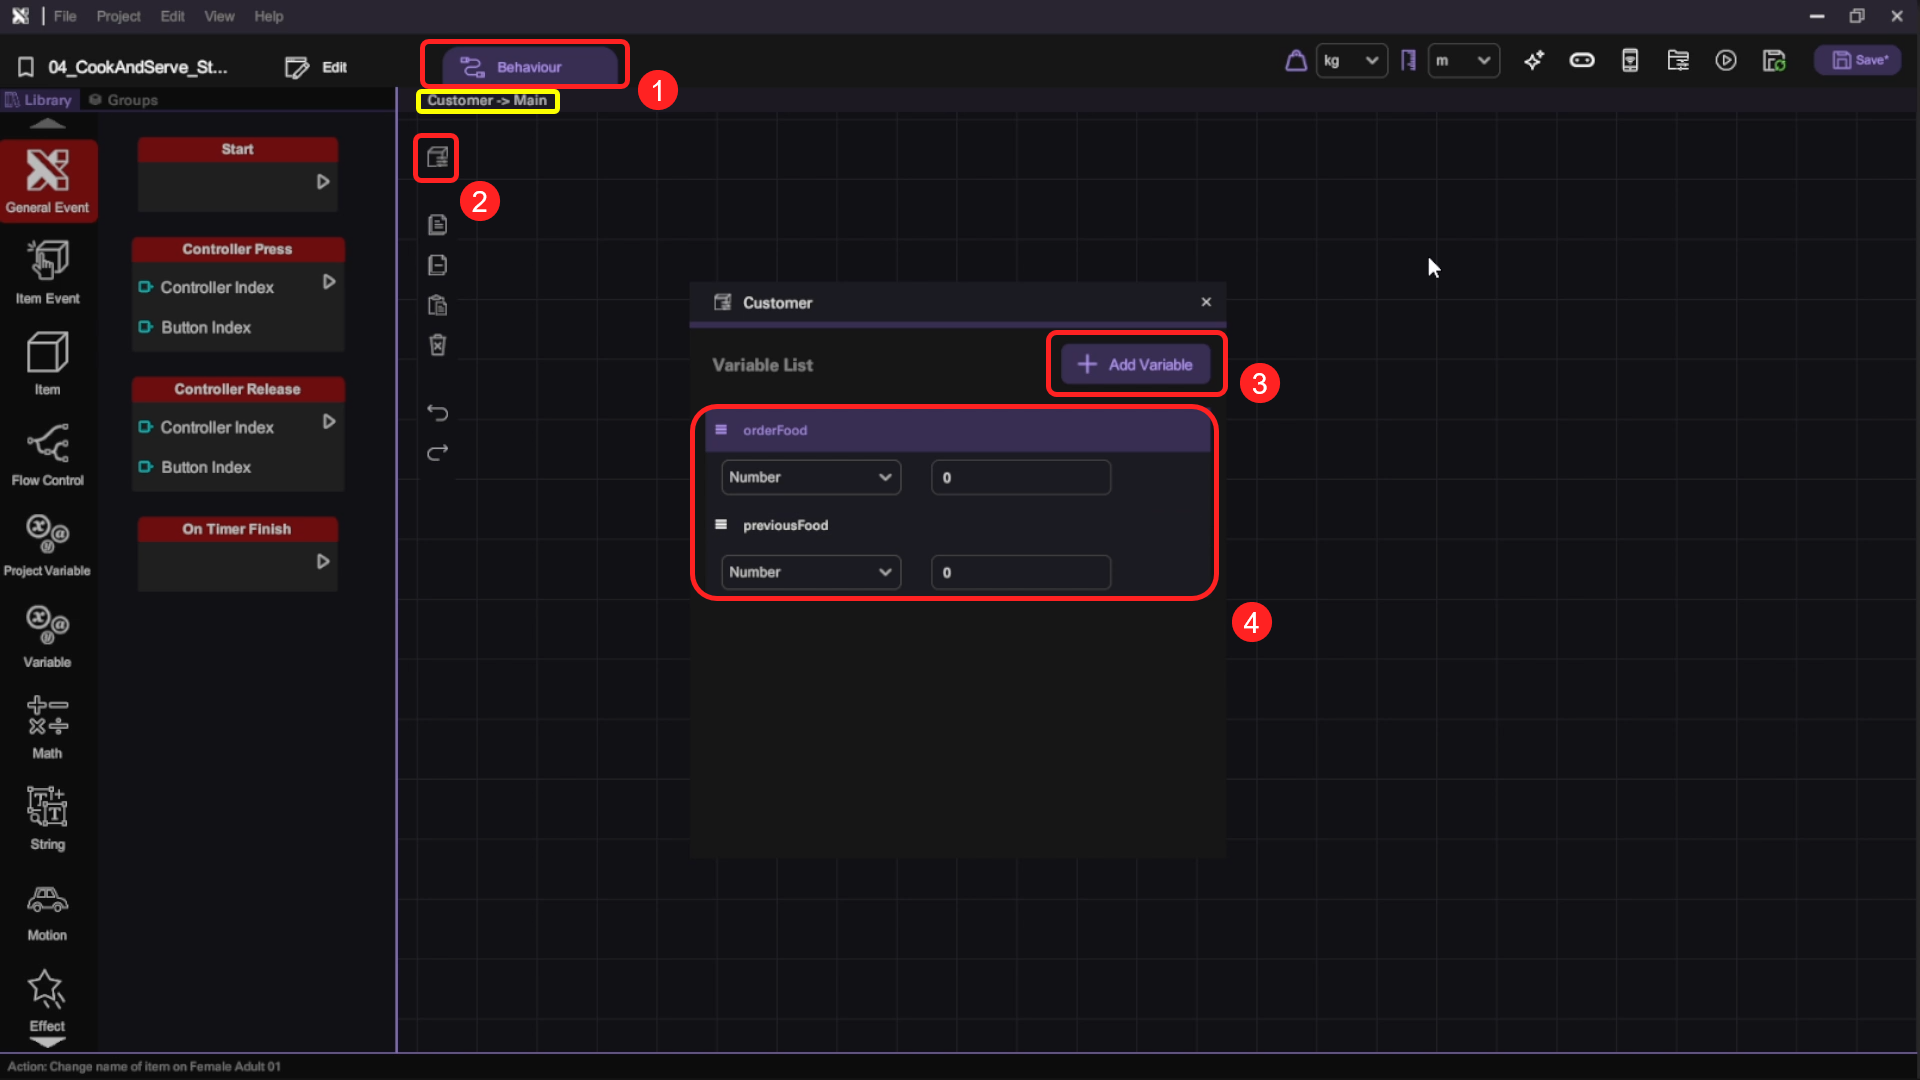 File Project Edit View Help
04_CookAndServe_St... Edit
Behaviour
kg
m
Save*
Library Groups
Customer -> Main
1
2
3
4
General Event
Item Event
Item
Flow Control
Project Variable
Variable
Math
String
Motion
Effect
Start
Controller Press
Controller Index
Button Index
Controller Release
Controller Index
Button Index
On Timer Finish
Customer
Variable List
Add Variable
orderFood
Number 0
previousFood
Number 0
Action: Change name of item on Female Adult 01